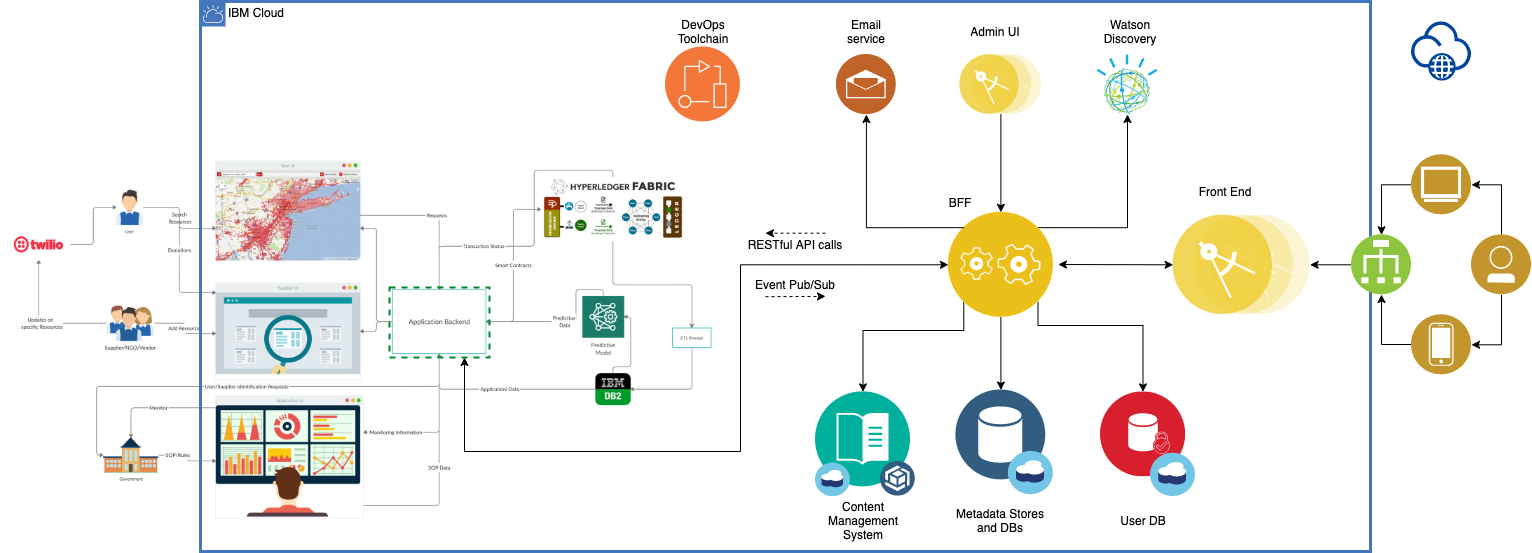 IBM Cloud
DevOps
Toolchain
Email
service
Admin UI
Watson
Discovery
User UI
HYPERLEDGER FABRIC
LEDGER
Front End
BFF
Search
Resources
User
Requests
twilio
Transaction Status
Donations
RESTful API calls
Smart Contracts
Event Pub/Sub
Supplier UI
Application Backend
Updates on
specific Resources
Add Resource
Predictive
Data
ETL Process
Supplier/NGO/Vendor
Predictive
Model
User/Supplier Identification Requests
IBM
DB2
Application Data
Application UI
Monitor
Monitoring Information
SOP/Rules
SOP Data
Government
Content
Management
System
Metadata Stores
and DBs
User DB